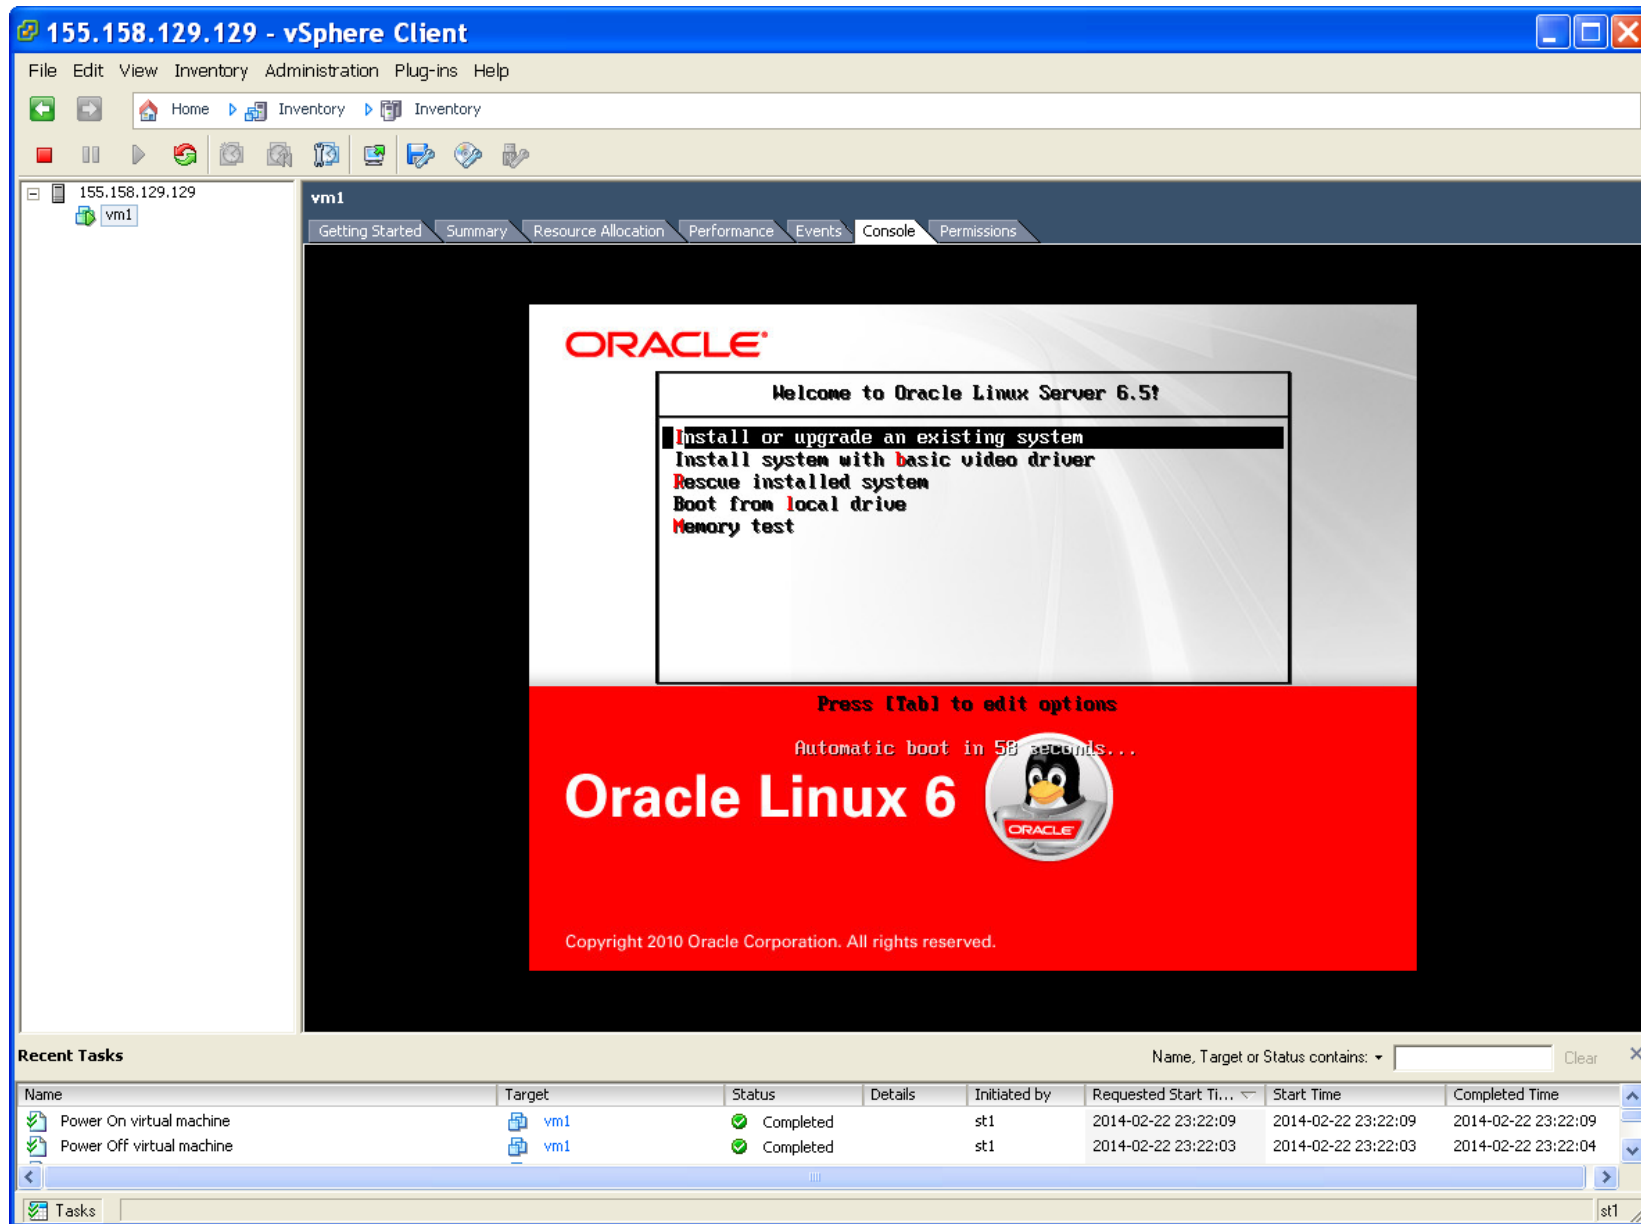 155.158.129.129 - vSphere Client
File Edit View Inventory Administration Plug-ins Help
Home Inventory Inventory
155.158.129.129
vm1
vm1
Getting Started Summary Resource Allocation Performance Events Console Permissions
ORACLE
Welcome to Oracle Linux Server 6.5!
Install or upgrade an existing system
Install system with basic video driver
Rescue installed system
Boot from local drive
Memory test
Press [Tab] to edit options
Automatic boot in 58 seconds...
Oracle Linux 6
ORACLE
Copyright 2010 Oracle Corporation. All rights reserved.
Recent Tasks Name, Target or Status contains: Clear
Name Target Status Details Initiated by Requested Start Ti... Start Time Completed Time
Power On virtual machine vm1 Completed st1 2014-02-22 23:22:09 2014-02-22 23:22:09 2014-02-22 23:22:09
Power Off virtual machine vm1 Completed st1 2014-02-22 23:22:03 2014-02-22 23:22:03 2014-02-22 23:22:04
Tasks st1